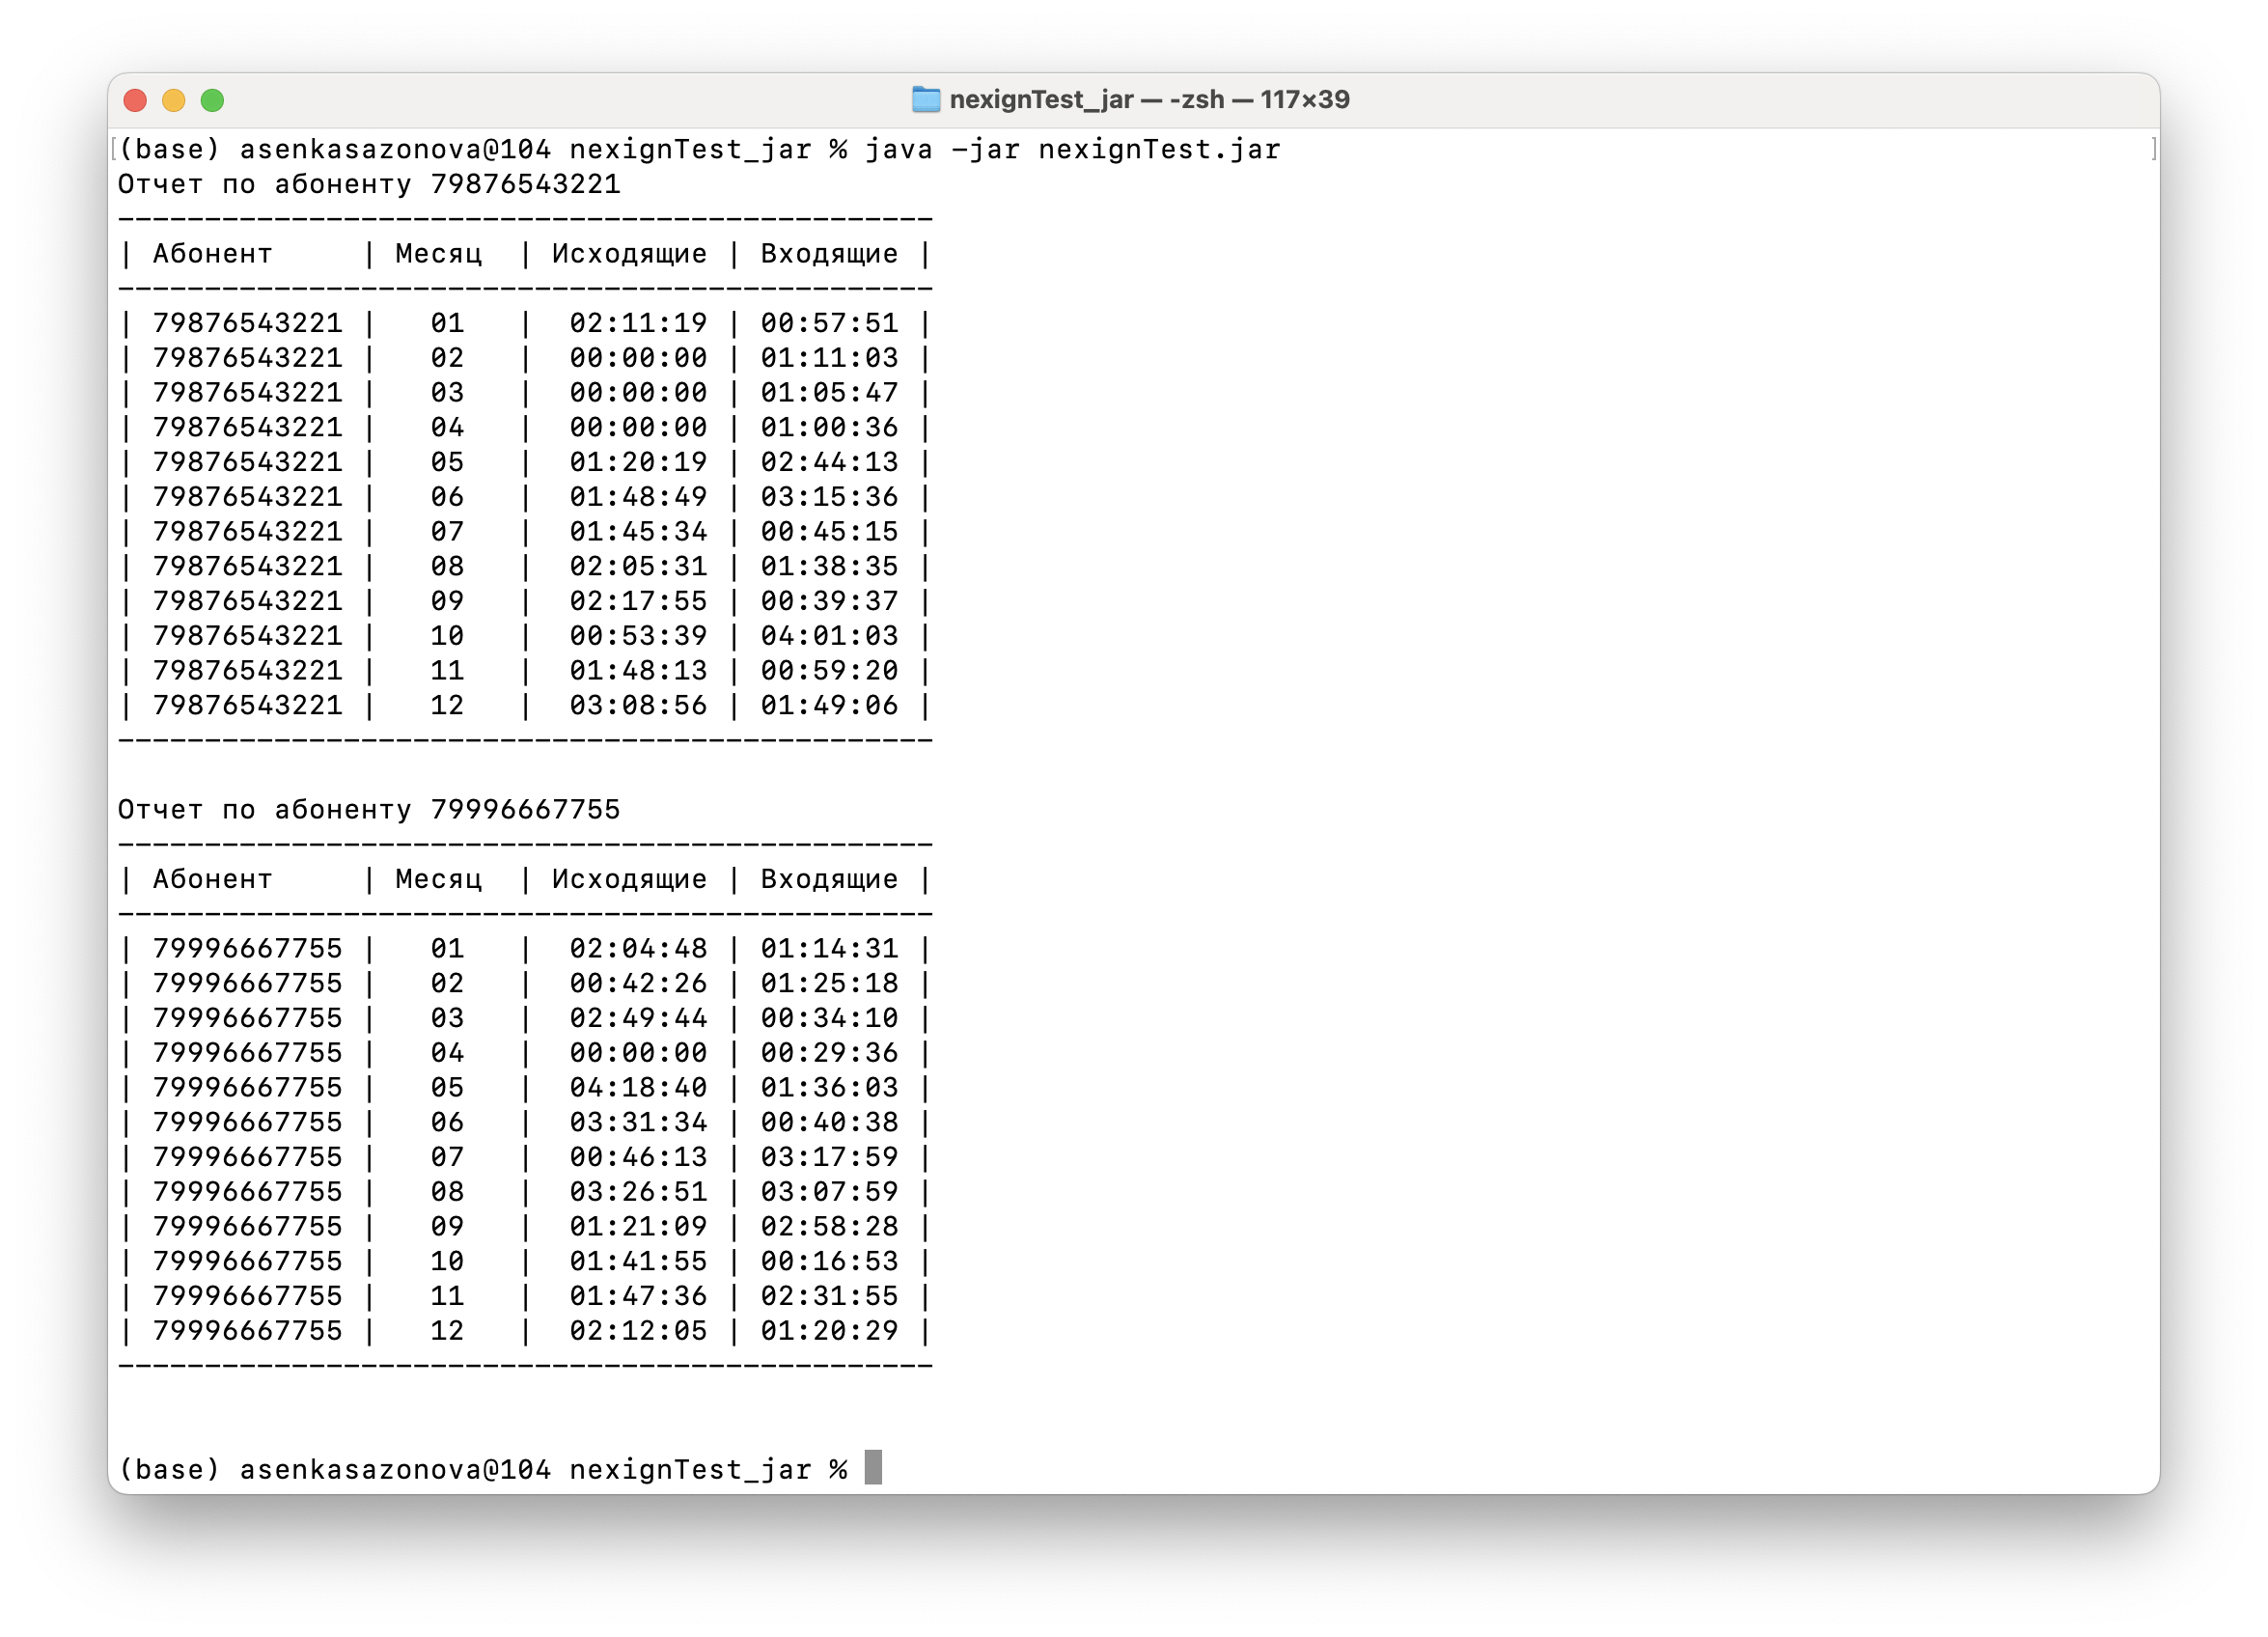 nexignTest_jar — -zsh — 117×39
(base) asenkasazonova@104 nexignTest_jar % java -jar nexignTest.jar
Отчет по абоненту 79876543221
-----------------------------------------------
| Абонент     | Месяц  | Исходящие | Входящие |
-----------------------------------------------
| 79876543221 |   01   |  02:11:19 | 00:57:51 |
| 79876543221 |   02   |  00:00:00 | 01:11:03 |
| 79876543221 |   03   |  00:00:00 | 01:05:47 |
| 79876543221 |   04   |  00:00:00 | 01:00:36 |
| 79876543221 |   05   |  01:20:19 | 02:44:13 |
| 79876543221 |   06   |  01:48:49 | 03:15:36 |
| 79876543221 |   07   |  01:45:34 | 00:45:15 |
| 79876543221 |   08   |  02:05:31 | 01:38:35 |
| 79876543221 |   09   |  02:17:55 | 00:39:37 |
| 79876543221 |   10   |  00:53:39 | 04:01:03 |
| 79876543221 |   11   |  01:48:13 | 00:59:20 |
| 79876543221 |   12   |  03:08:56 | 01:49:06 |
-----------------------------------------------
Отчет по абоненту 79996667755
-----------------------------------------------
| Абонент     | Месяц  | Исходящие | Входящие |
-----------------------------------------------
| 79996667755 |   01   |  02:04:48 | 01:14:31 |
| 79996667755 |   02   |  00:42:26 | 01:25:18 |
| 79996667755 |   03   |  02:49:44 | 00:34:10 |
| 79996667755 |   04   |  00:00:00 | 00:29:36 |
| 79996667755 |   05   |  04:18:40 | 01:36:03 |
| 79996667755 |   06   |  03:31:34 | 00:40:38 |
| 79996667755 |   07   |  00:46:13 | 03:17:59 |
| 79996667755 |   08   |  03:26:51 | 03:07:59 |
| 79996667755 |   09   |  01:21:09 | 02:58:28 |
| 79996667755 |   10   |  01:41:55 | 00:16:53 |
| 79996667755 |   11   |  01:47:36 | 02:31:55 |
| 79996667755 |   12   |  02:12:05 | 01:20:29 |
-----------------------------------------------
(base) asenkasazonova@104 nexignTest_jar %